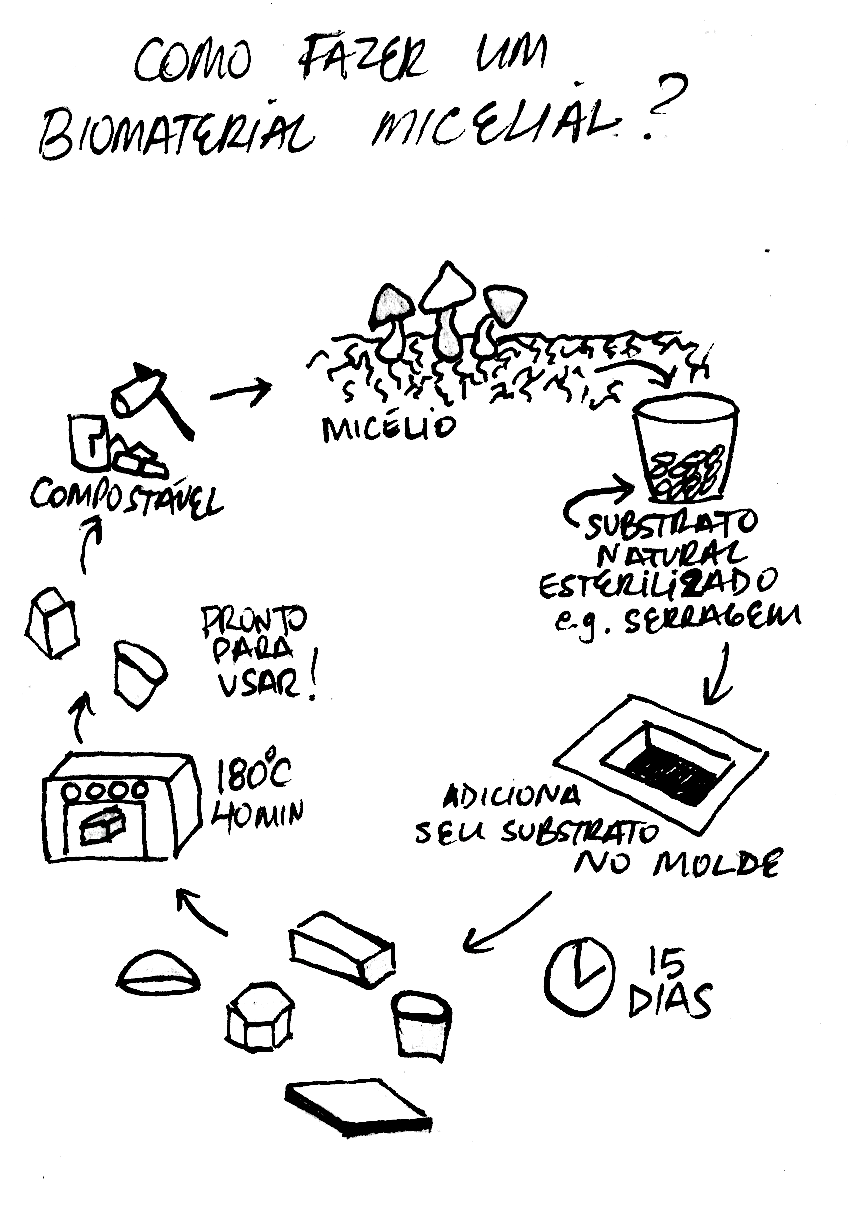 COMO FAZER UM
BIOMATERIAL MICELIAL?
MICÉLIO
COMPOSTÁVEL
SUBSTRATO
NATURAL
ESTERILIZADO
e.g. SERRAGEM
PRONTO
PARA
USAR!
180°C
40MIN
ADICIONA
SEU SUBSTRATO
NO MOLDE
15
DIAS